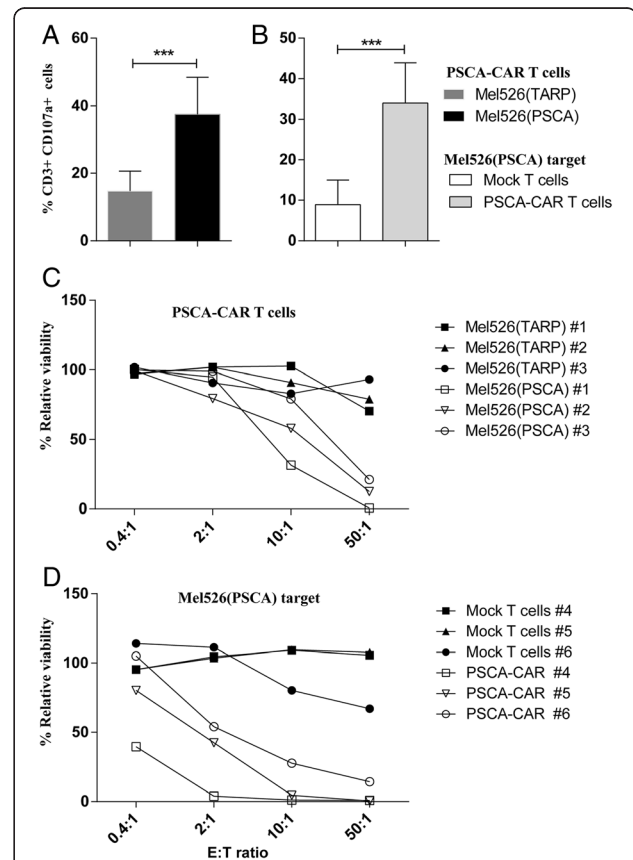 A
B
***
***
% CD3+ CD107a+ cells
60
40
20
0
50
40
30
20
10
0
PSCA-CAR T cells
Mel526(TARP)
Mel526(PSCA)
Mel526(PSCA) target
Mock T cells
PSCA-CAR T cells
C
PSCA-CAR T cells
% Relative viability
150
100
50
0
0.4:1
2:1
10:1
50:1
Mel526(TARP) #1
Mel526(TARP) #2
Mel526(TARP) #3
Mel526(PSCA) #1
Mel526(PSCA) #2
Mel526(PSCA) #3
D
Mel526(PSCA) target
% Relative viability
150
100
50
0
0.4:1
2:1
10:1
50:1
E:T ratio
Mock T cells #4
Mock T cells #5
Mock T cells #6
PSCA-CAR #4
PSCA-CAR #5
PSCA-CAR #6